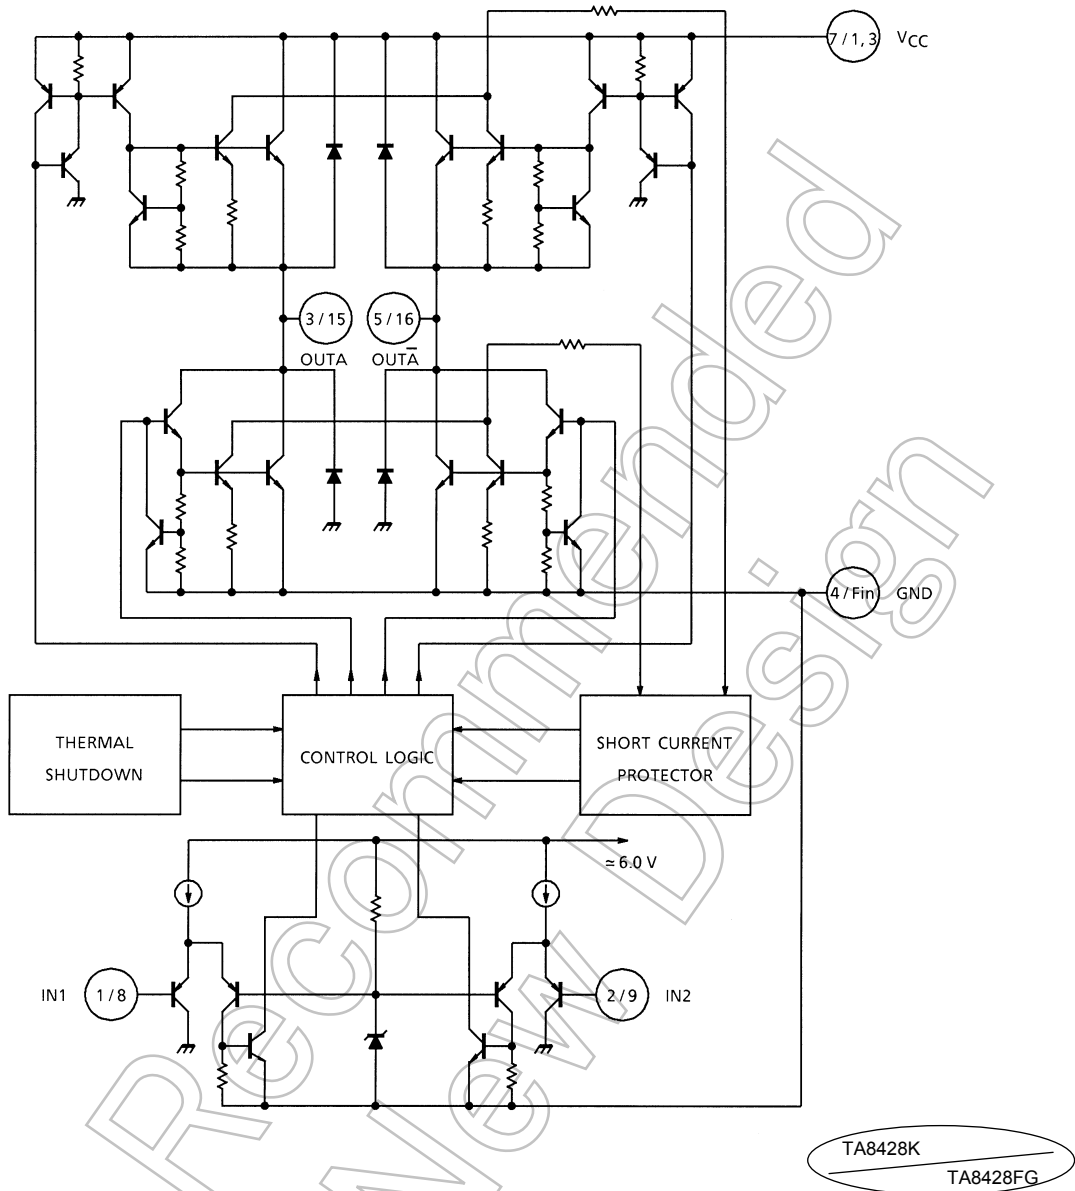 7/1, 3 VCC
3/15 5/16
OUTA OUTA̅
4/Fin GND
THERMAL
SHUTDOWN
CONTROL LOGIC
SHORT CURRENT
PROTECTOR
≃6.0 V
IN1 1/8 2/9 IN2
TA8428K
TA8428FG
Recommended
New Design